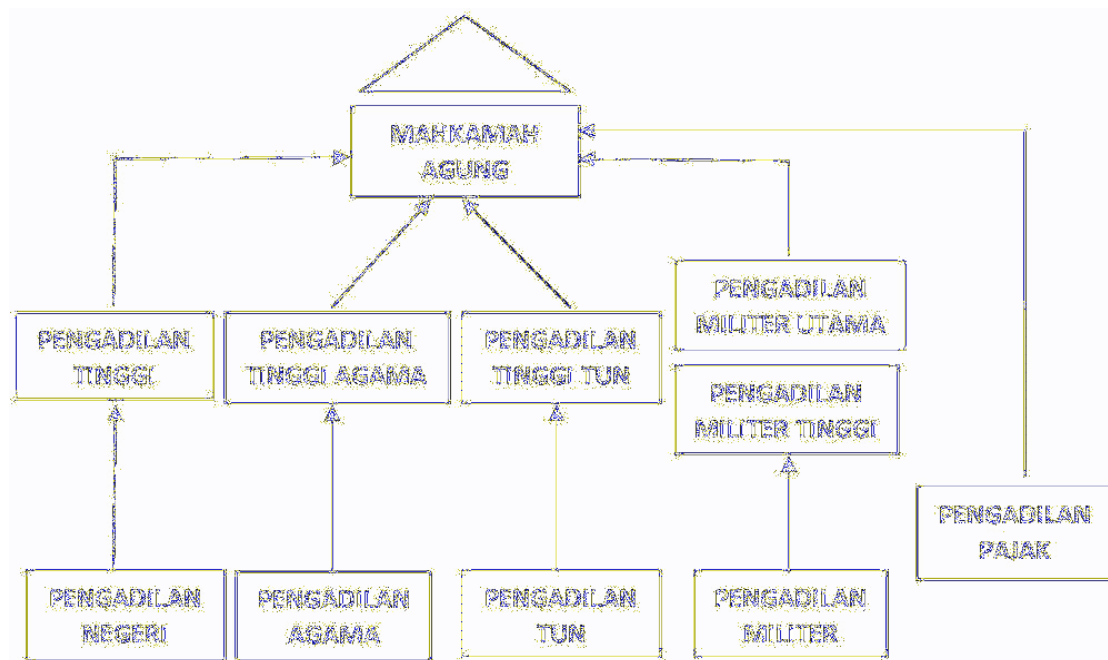 MAHKAMAH
AGUNG
PENGADILAN
MILITER UTAMA
PENGADILAN
TINGGI
PENGADILAN
TINGGI AGAMA
PENGADILAN
TINGGI TUN
PENGADILAN
MILITER TINGGI
PENGADILAN
PAJAK
PENGADILAN
NEGERI
PENGADILAN
AGAMA
PENGADILAN
TUN
PENGADILAN
MILITER